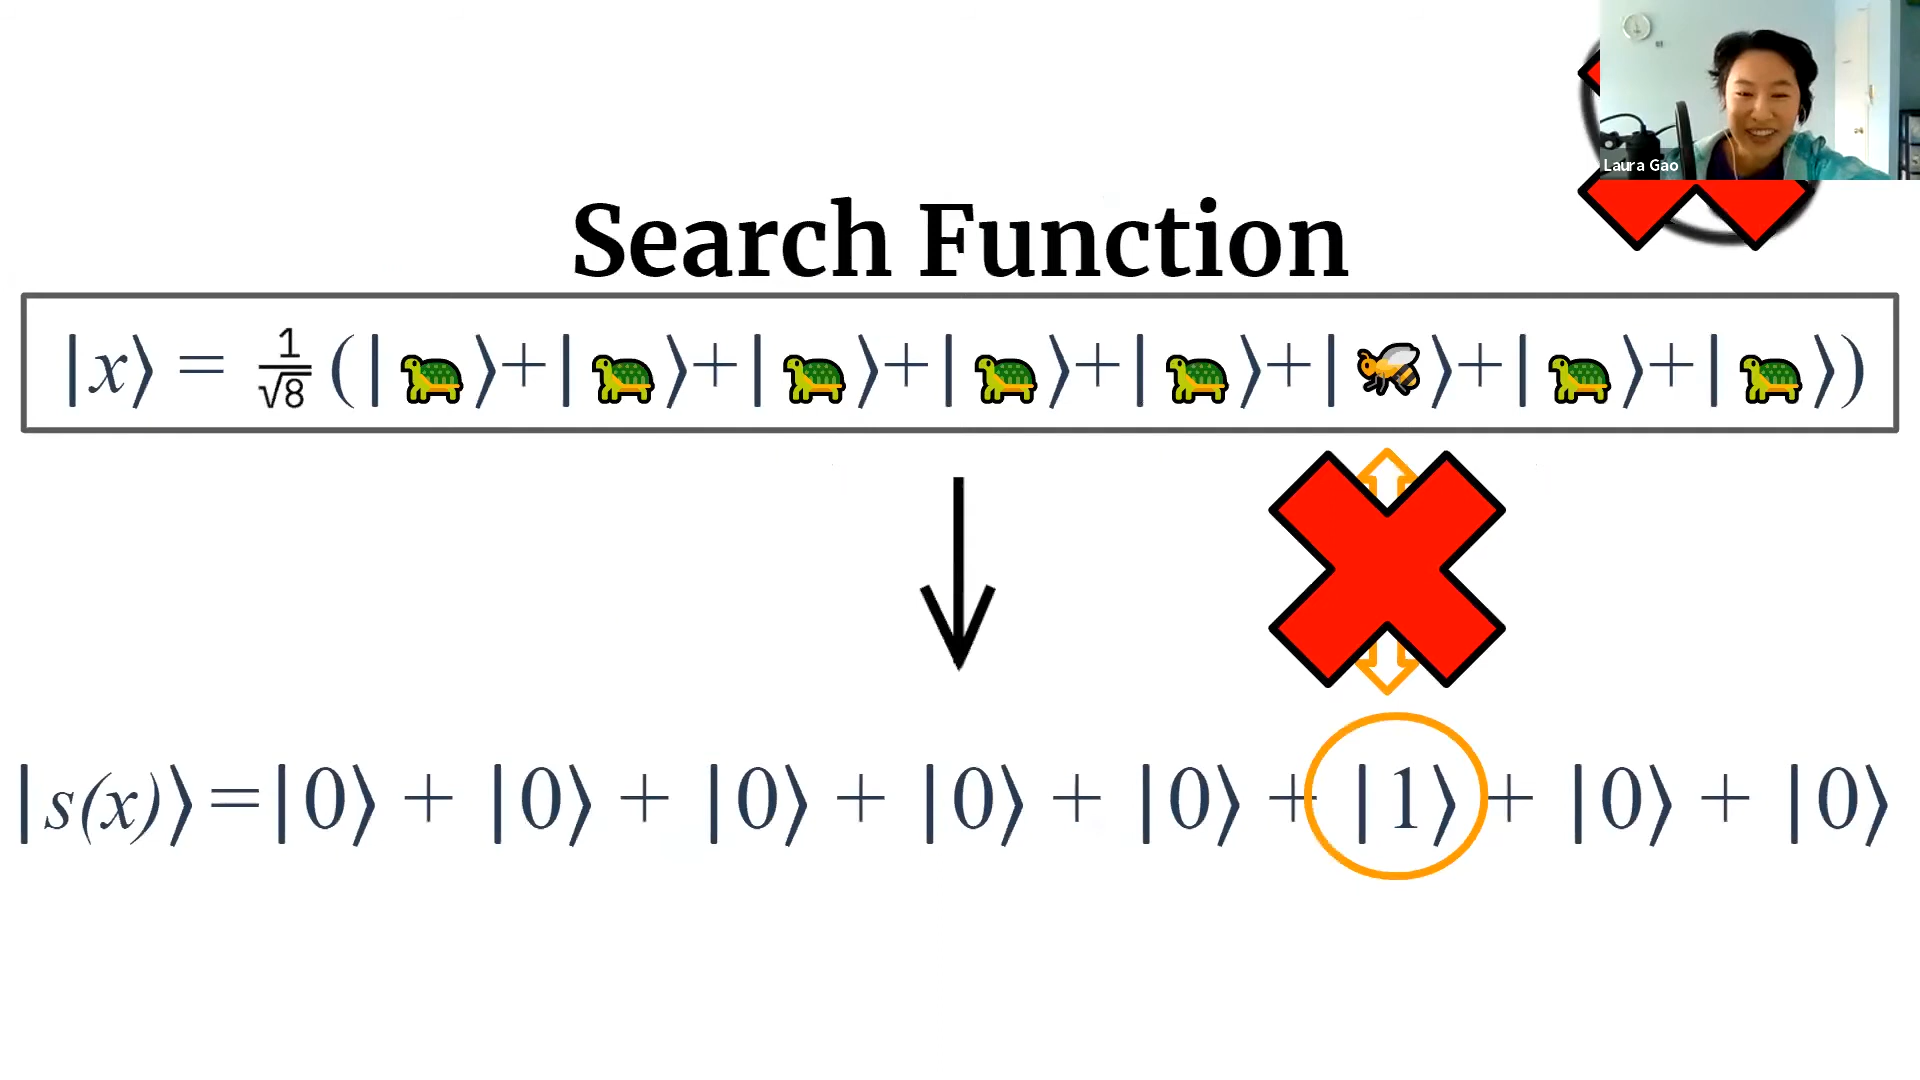 Laura Gao
Search Function
|x⟩ = 1/√8 (|🐢⟩+|🐢⟩+|🐢⟩+|🐢⟩+|🐢⟩+|🐝⟩+|🐢⟩+|🐢⟩)
|s(x)⟩=|0⟩ + |0⟩ + |0⟩ + |0⟩ + |0⟩ + |1⟩ + |0⟩ + |0⟩